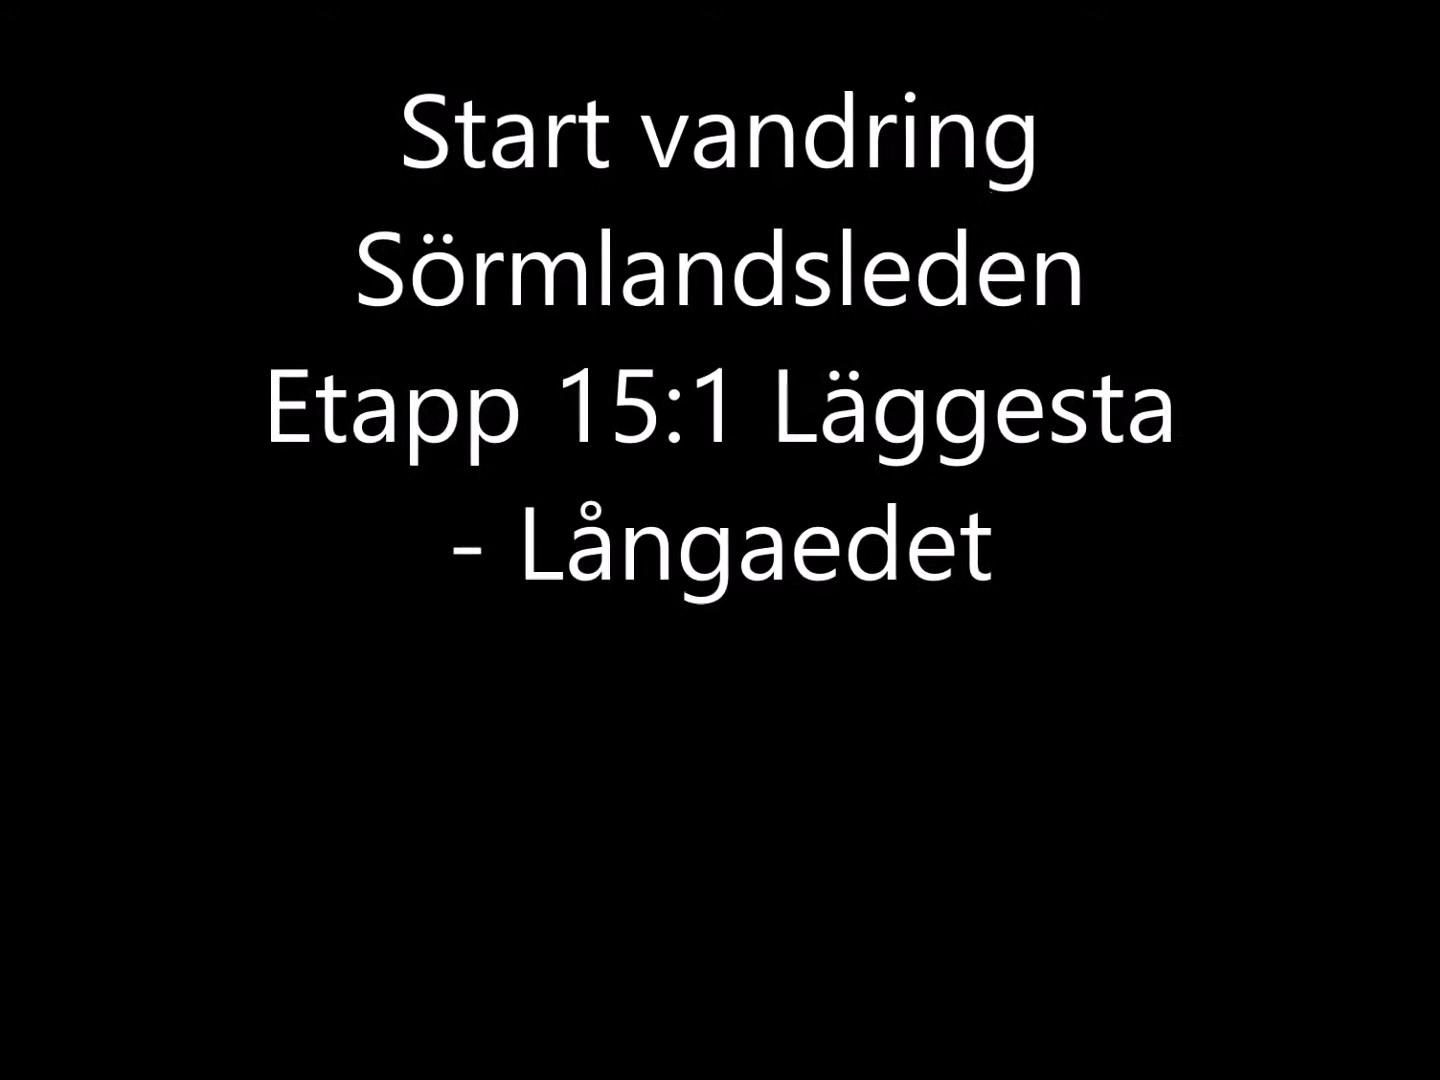 Start vandring
Sörmlandsleden
Etapp 15:1 Läggesta
- Långaedet